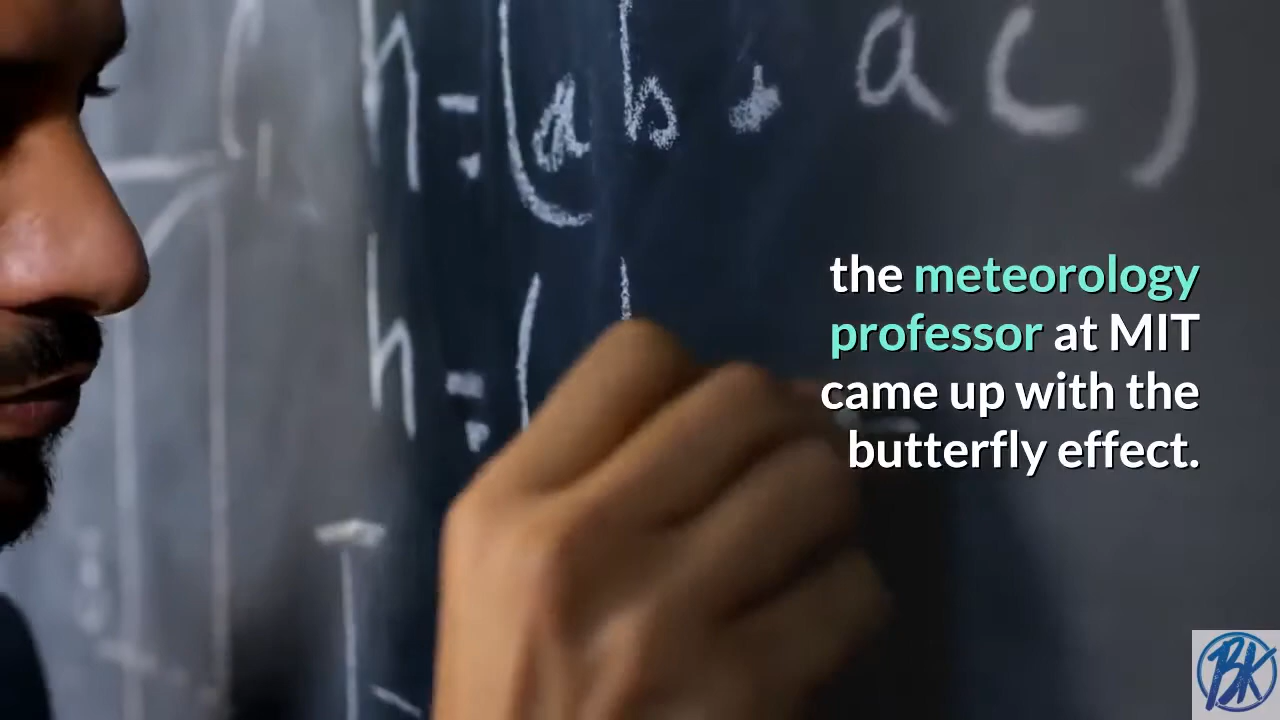 h = (ab + ac)
h = (
the meteorology
professor at MIT
came up with the
butterfly effect.
BK